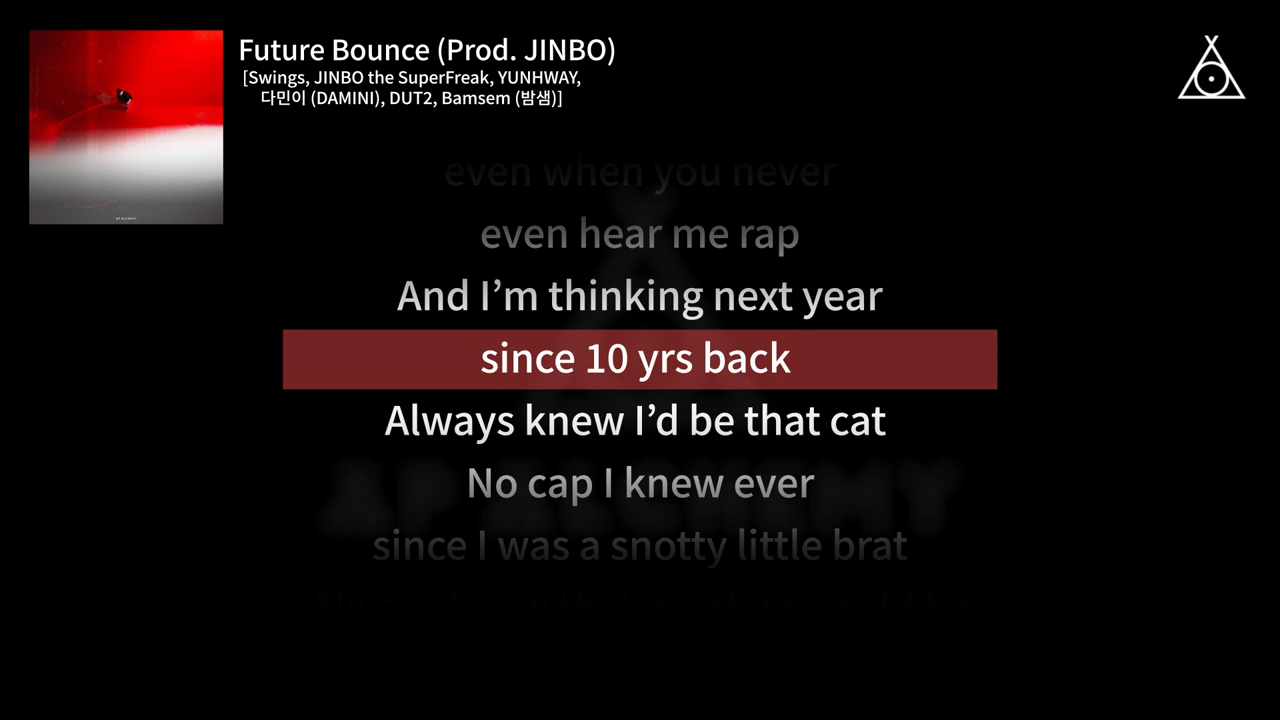 Future Bounce (Prod. JINBO)
[Swings, JINBO the SuperFreak, YUNHWAY,
다민이 (DAMINI), DUT2, Bamsem (밤샘)]
even when you never
even hear me rap
And I’m thinking next year
since 10 yrs back
Always knew I’d be that cat
No cap I knew ever
since I was a snotty little brat
AP ALCHEMY